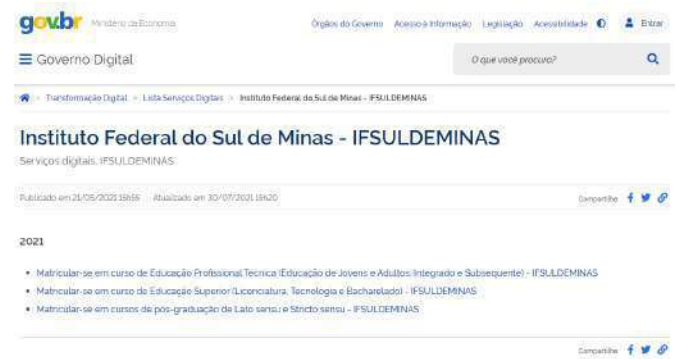 gov.br Ministério da Economia Órgãos do Governo Acesso à Informação Legislação Acessibilidade Entrar
Governo Digital O que você procura?
> Transformação Digital > Lista Serviços Digitais > Instituto Federal do Sul de Minas - IFSULDEMINAS
Instituto Federal do Sul de Minas - IFSULDEMINAS
Serviços digitais, IFSULDEMINAS
Publicado em 21/05/2021 Atualizado em 30/07/2021 16h20 Compartilhe
2021
• Matricular-se em curso de Educação Profissional Técnica (Educação de Jovens e Adultos, Integrado e Subsequente) - IFSULDEMINAS
• Matricular-se em curso de Educação Superior (Licenciatura, Tecnologia e Bacharelado) - IFSULDEMINAS
• Matricular-se em cursos de pós-graduação de Lato sensu e Stricto sensu - IFSULDEMINAS
Compartilhe